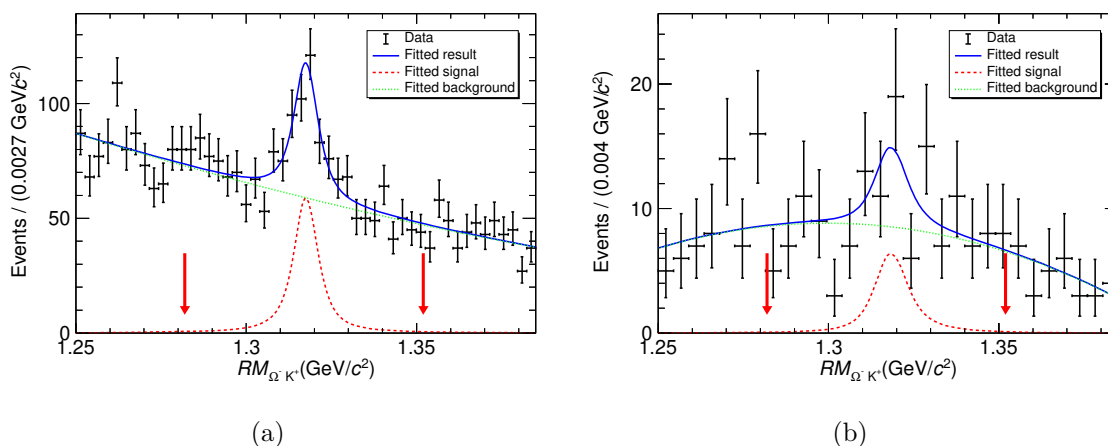 Events / (0.0027 GeV/c²)
100
50
0
1.25
1.3
1.35
RM_Ω⁻ K⁺(GeV/c²)
Data
Fitted result
Fitted signal
Fitted background
(a)
Events / (0.004 GeV/c²)
20
10
0
1.25
1.3
1.35
RM_Ω⁻ K⁺(GeV/c²)
Data
Fitted result
Fitted signal
Fitted background
(b)